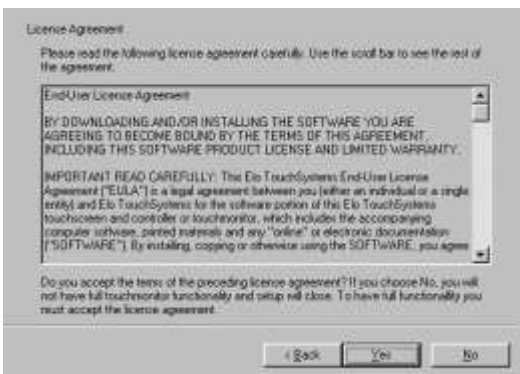 License Agreement
Please read the following license agreement carefully. Use the scroll bar to see the rest of
the agreement.
End-User License Agreement
BY DOWNLOADING AND/OR INSTALLING THE SOFTWARE YOU ARE
AGREEING TO BECOME BOUND BY THE TERMS OF THIS AGREEMENT,
INCLUDING THIS SOFTWARE PRODUCT LICENSE AND LIMITED WARRANTY.
IMPORTANT READ CAREFULLY: The Elo TouchSystems End-User License
Agreement ("EULA") is a legal agreement between you (either an individual or a single
entity) and Elo TouchSystems for the software portion of this Elo TouchSystems
touchscreen and controller or touchmonitor, which includes the accompanying
computer software, printed materials and any "online" or electronic documentation
("SOFTWARE"). By installing, copying or otherwise using the SOFTWARE, you agree
Do you accept the terms of the preceding license agreement? If you choose No, you will
not have full touchmonitor functionality and setup will close. To have full functionality you
must accept the license agreement.
< Back Yes No